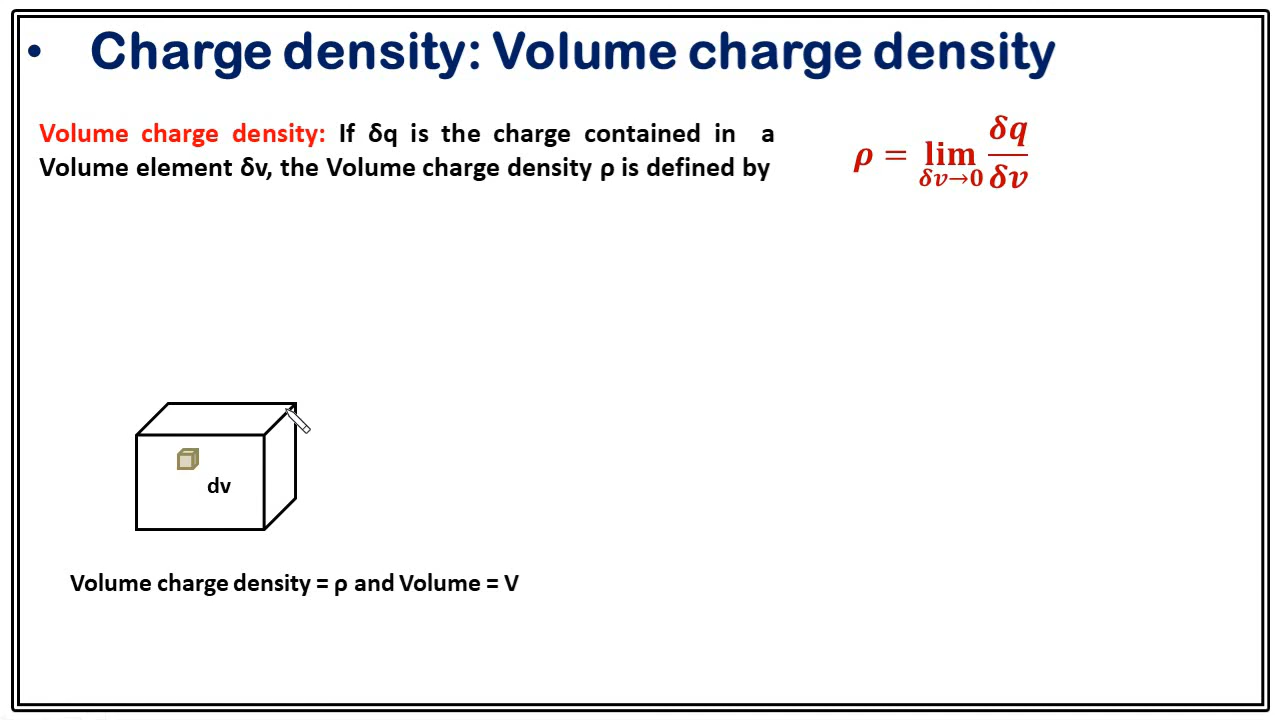 • Charge density: Volume charge density
Volume charge density: If δq is the charge contained in a
Volume element δv, the Volume charge density ρ is defined by
ρ = lim δv→0 δq/δv
dv
Volume charge density = ρ and Volume = V